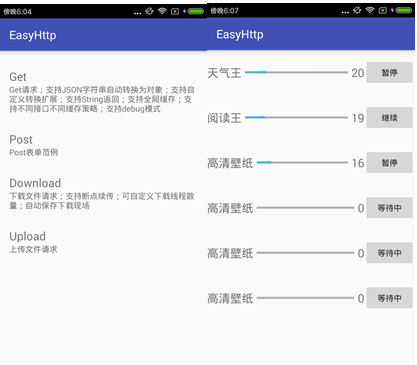 傍晚6:04
EasyHttp
Get
Get请求；支持JSON字符串自动转换为对象；支持自
定义转换扩展；支持String返回；支持全局缓存；支
持不同接口不同缓存策略；支持debug模式
Post
Post表单范例
Download
下载文件请求；支持断点续传；可自定义下载线程数
量；自动保存下载现场
Upload
上传文件请求
傍晚6:07
EasyHttp
天气王 20 暂停
阅读王 19 继续
高清壁纸 16 暂停
高清壁纸 0 等待中
高清壁纸 0 等待中
高清壁纸 0 等待中